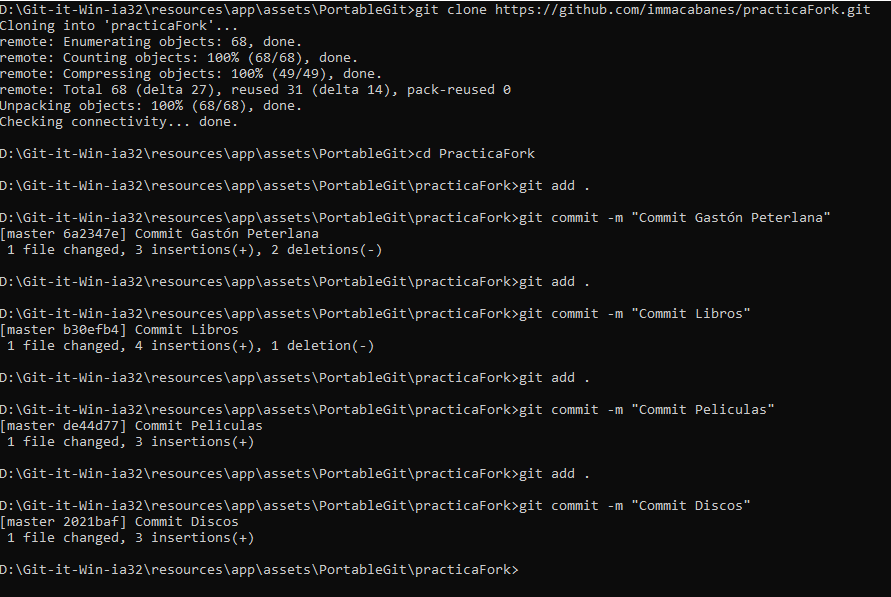 D:\Git-it-Win-ia32\resources\app\assets\PortableGit>git clone https://github.com/immacabanes/practicaFork.git
Cloning into 'practicaFork'...
remote: Enumerating objects: 68, done.
remote: Counting objects: 100% (68/68), done.
remote: Compressing objects: 100% (49/49), done.
remote: Total 68 (delta 27), reused 31 (delta 14), pack-reused 0
Unpacking objects: 100% (68/68), done.
Checking connectivity... done.
D:\Git-it-Win-ia32\resources\app\assets\PortableGit>cd PracticaFork
D:\Git-it-Win-ia32\resources\app\assets\PortableGit\practicaFork>git add .
D:\Git-it-Win-ia32\resources\app\assets\PortableGit\practicaFork>git commit -m "Commit Gastón Peterlana"
[master 6a2347e] Commit Gastón Peterlana
1 file changed, 3 insertions(+), 2 deletions(-)
D:\Git-it-Win-ia32\resources\app\assets\PortableGit\practicaFork>git add .
D:\Git-it-Win-ia32\resources\app\assets\PortableGit\practicaFork>git commit -m "Commit Libros"
[master b30efb4] Commit Libros
1 file changed, 4 insertions(+), 1 deletion(-)
D:\Git-it-Win-ia32\resources\app\assets\PortableGit\practicaFork>git add .
D:\Git-it-Win-ia32\resources\app\assets\PortableGit\practicaFork>git commit -m "Commit Peliculas"
[master de44d77] Commit Peliculas
1 file changed, 3 insertions(+)
D:\Git-it-Win-ia32\resources\app\assets\PortableGit\practicaFork>git add .
D:\Git-it-Win-ia32\resources\app\assets\PortableGit\practicaFork>git commit -m "Commit Discos"
[master 2021baf] Commit Discos
1 file changed, 3 insertions(+)
D:\Git-it-Win-ia32\resources\app\assets\PortableGit\practicaFork>